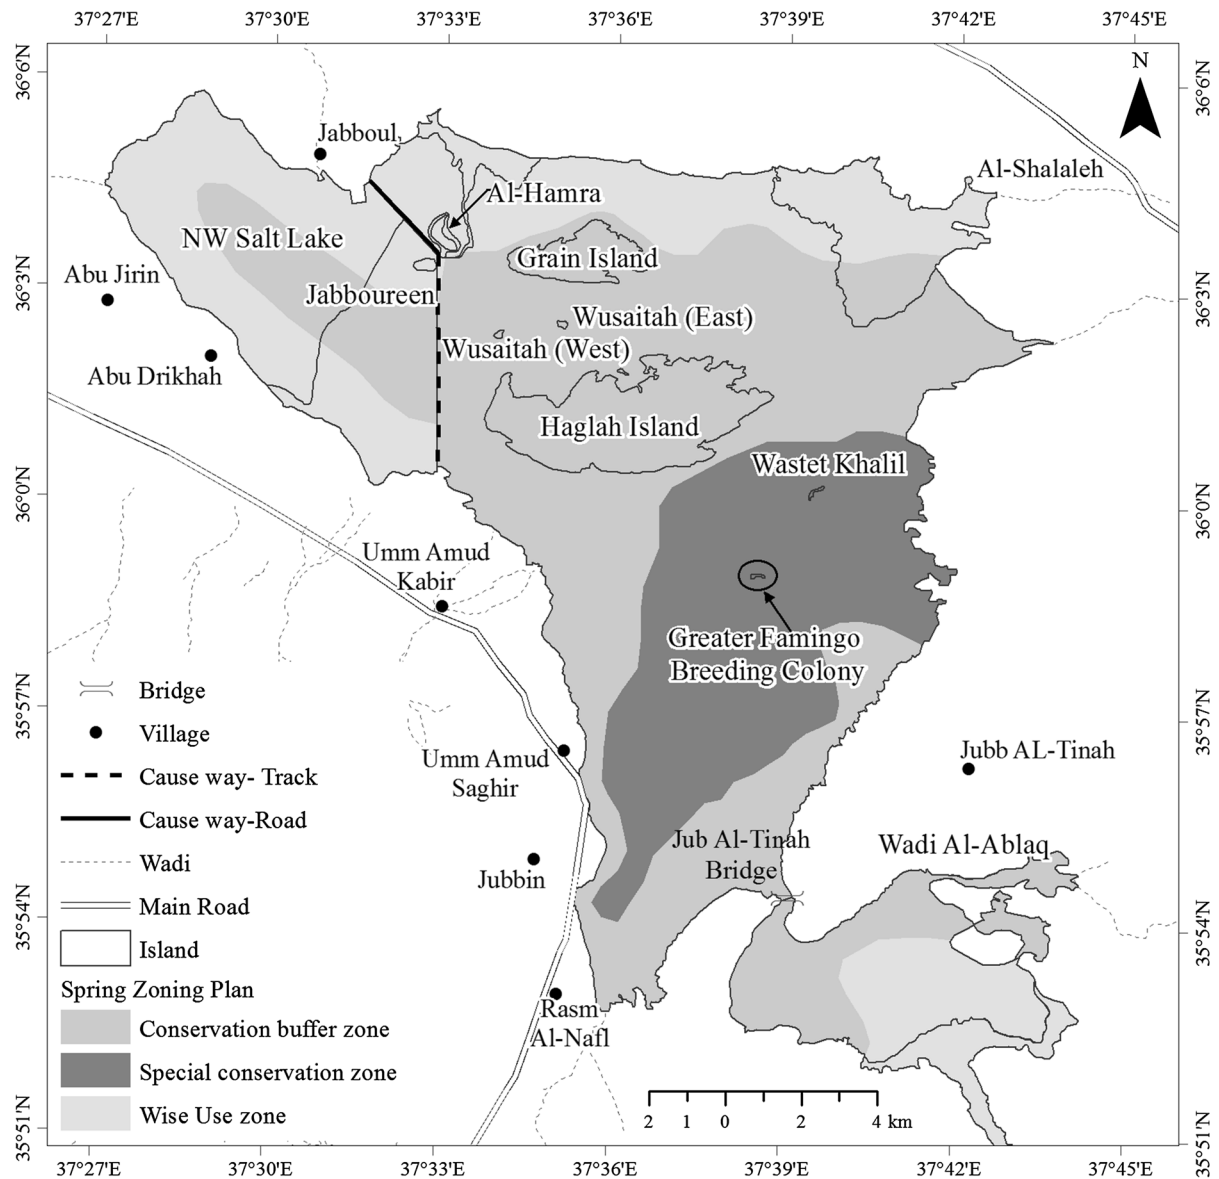 37°27'E 37°30'E 37°33'E 37°36'E 37°39'E 37°42'E 37°45'E
36°6'N
36°6'N
N
Jabboul
Al-Shalaleh
Al-Hamra
NW Salt Lake
Grain Island
Abu Jirin
36°3'N
36°3'N
Jabboureen
Wusaitah (East)
Wusaitah (West)
Abu Drikhah
Haglah Island
Wastet Khalil
36°0'N
36°0'N
Umm Amud
Kabir
Greater Famingo
Breeding Colony
35°57'N
35°57'N
Umm Amud
Saghir
Jubb AL-Tinah
Jub Al-Tinah
Bridge
Wadi Al-Ablaq
Jubbin
35°54'N
35°54'N
Rasm
Al-Nafl
Bridge
Village
Cause way- Track
Cause way-Road
Wadi
Main Road
Island
Spring Zoning Plan
Conservation buffer zone
Special conservation zone
Wise Use zone
2 1 0 2 4 km
35°51'N
35°51'N
37°27'E 37°30'E 37°33'E 37°36'E 37°39'E 37°42'E 37°45'E